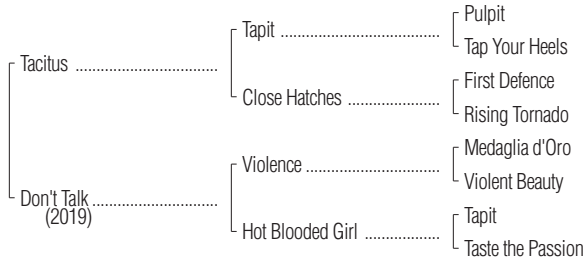 Pulpit
Tapit
Tap Your Heels
Tacitus
First Defence
Close Hatches
Rising Tornado
Medaglia d'Oro
Violence
Violent Beauty
Don't Talk
(2019)
Tapit
Hot Blooded Girl
Taste the Passion